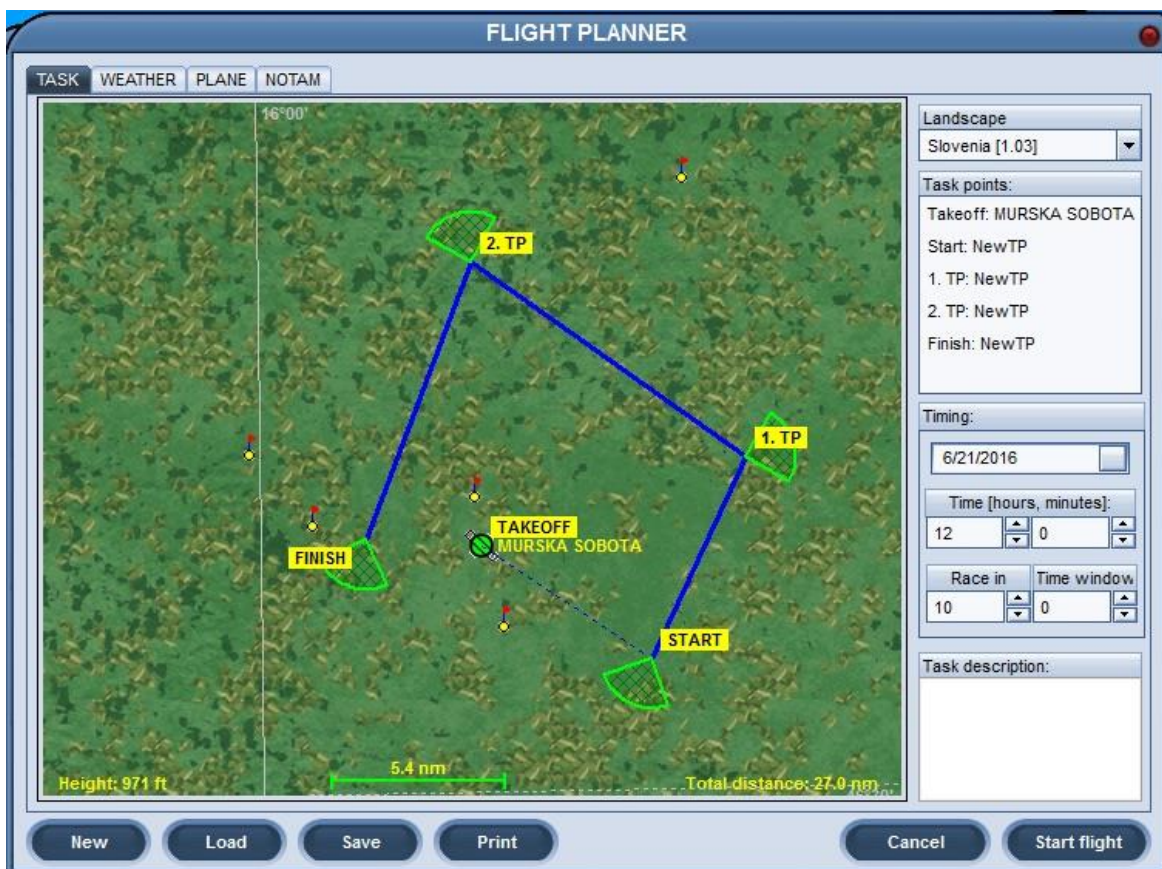 FLIGHT PLANNER
TASK WEATHER PLANE NOTAM
16°00'
2. TP
1. TP
TAKEOFF
MURSKA SOBOTA
FINISH
START
5.4 nm
Height: 971 ft
Total distance: 27.0 nm
Landscape
Slovenia [1.03]
Task points:
Takeoff: MURSKA SOBOTA
Start: NewTP
1. TP: NewTP
2. TP: NewTP
Finish: NewTP
Timing:
6/21/2016
Time [hours, minutes]:
12 0
Race in Time window
10 0
Task description:
New Load Save Print Cancel Start flight